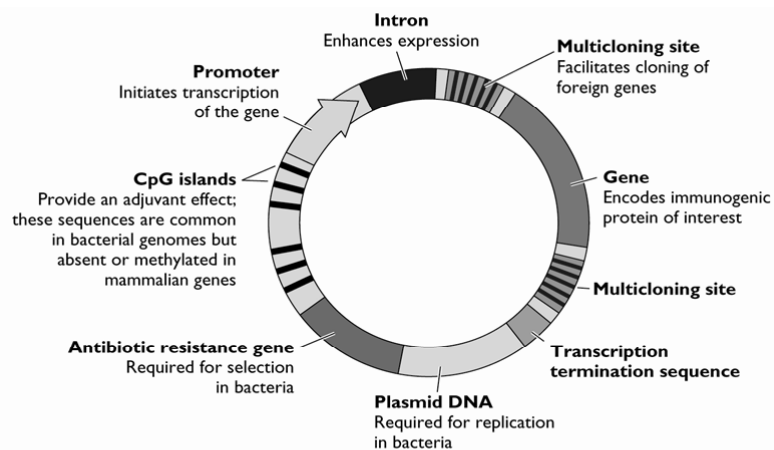 Intron
Enhances expression
Multicloning site
Facilitates cloning of
foreign genes
Promoter
Initiates transcription
of the gene
CpG islands
Provide an adjuvant effect;
these sequences are common
in bacterial genomes but
absent or methylated in
mammalian genes
Gene
Encodes immunogenic
protein of interest
Multicloning site
Antibiotic resistance gene
Required for selection
in bacteria
Transcription
termination sequence
Plasmid DNA
Required for replication
in bacteria